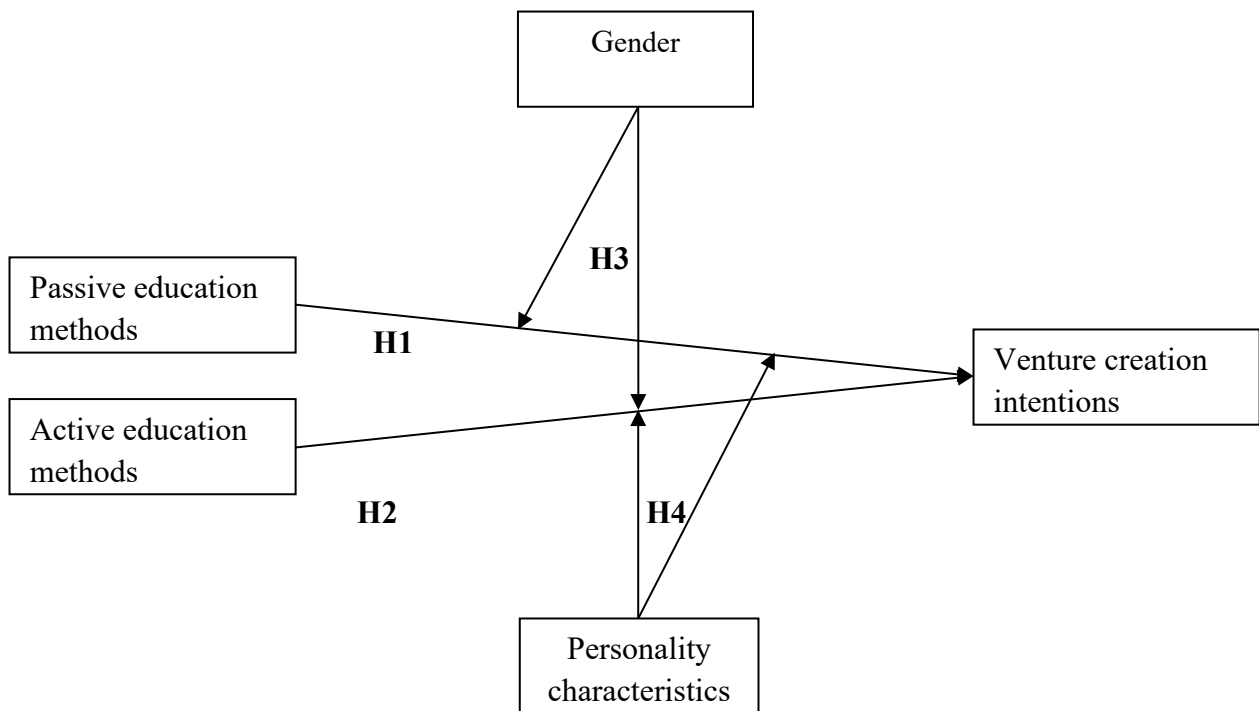 Gender
H3
Passive education
methods
H1
Venture creation
intentions
Active education
methods
H2
H4
Personality
characteristics